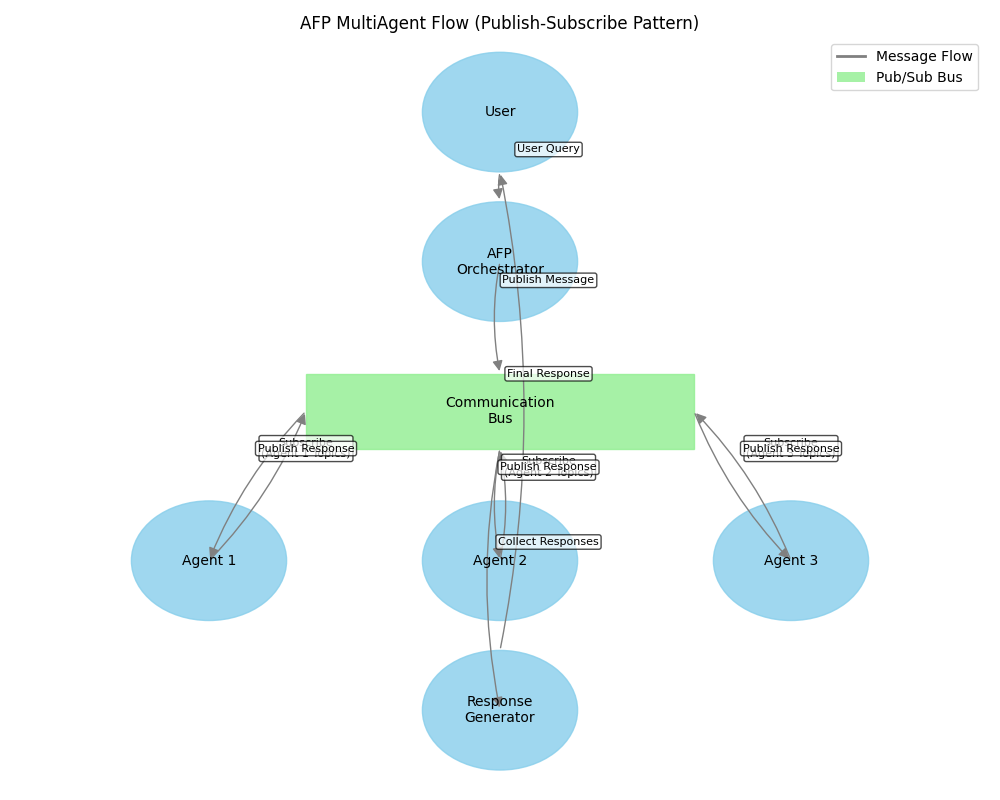 AFP MultiAgent Flow (Publish-Subscribe Pattern)
Message Flow
Pub/Sub Bus
User
User Query
AFP
Orchestrator
Publish Message
Final Response
Communication
Bus
Subscribe
Publish Response
(Agent 1 Topics)
Subscribe
Publish Response
(Agent 2 Topics)
Subscribe
Publish Response
(Agent 3 Topics)
Collect Responses
Agent 1
Agent 2
Agent 3
Response
Generator